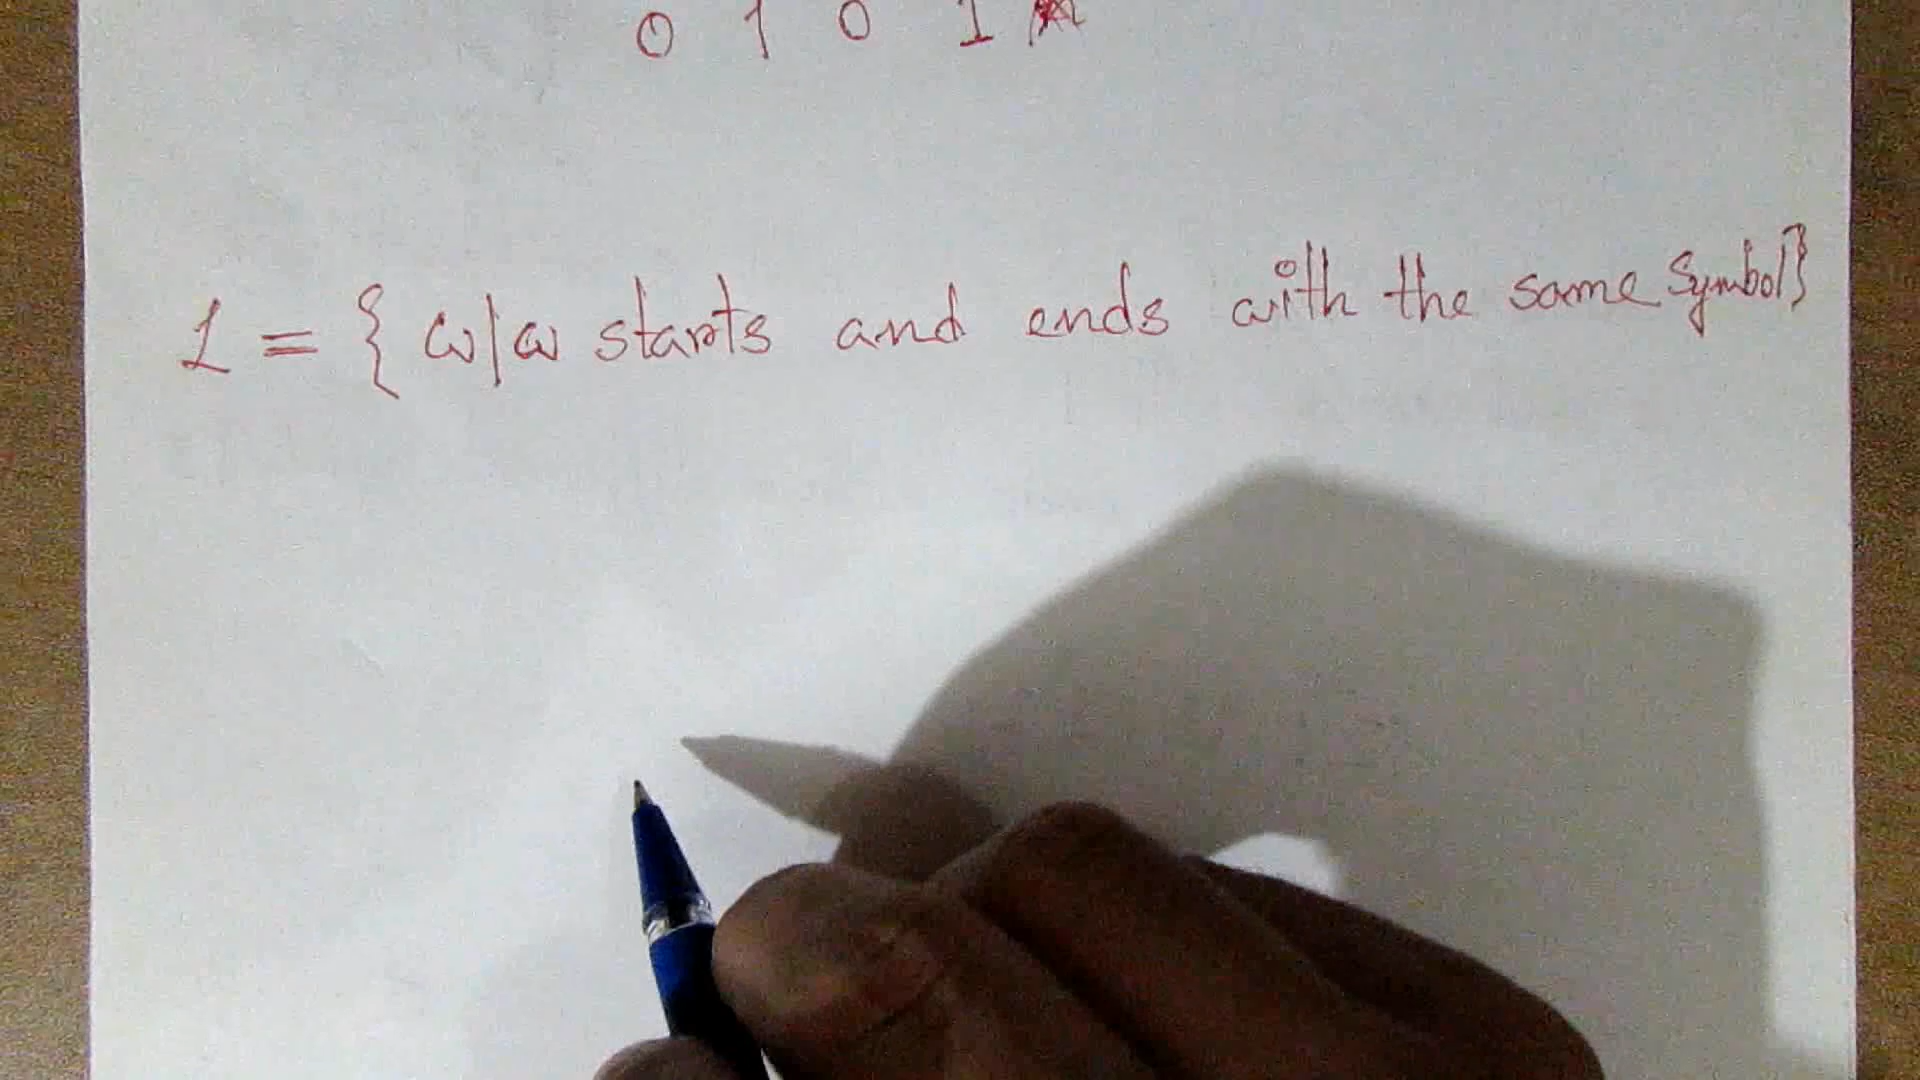 0 1 0 1
L = { w | w starts and ends with the same Symbol }